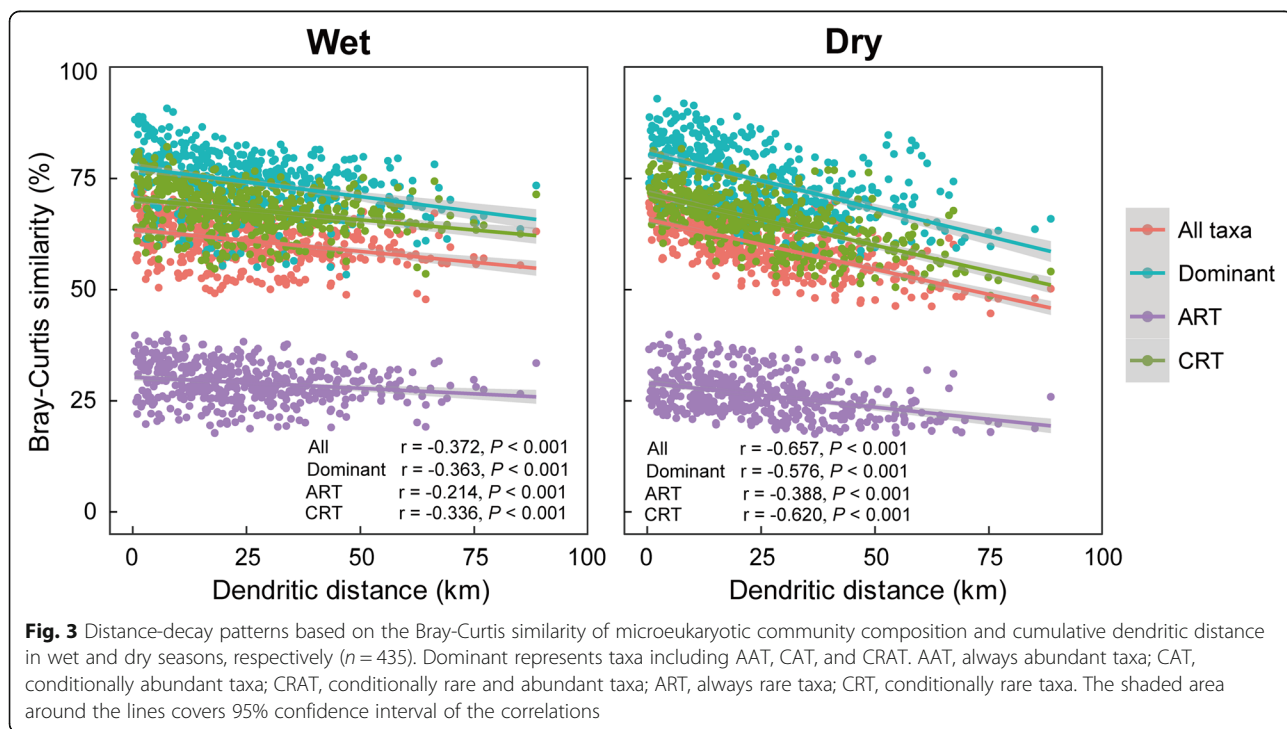 Wet
Dry
Bray-Curtis similarity (%)
100
75
50
25
0
All r = -0.372, P < 0.001
Dominant r = -0.363, P < 0.001
ART r = -0.214, P < 0.001
CRT r = -0.336, P < 0.001
0 25 50 75 100
Dendritic distance (km)
All r = -0.657, P < 0.001
Dominant r = -0.576, P < 0.001
ART r = -0.388, P < 0.001
CRT r = -0.620, P < 0.001
0 25 50 75 100
Dendritic distance (km)
All taxa
Dominant
ART
CRT
Fig. 3 Distance-decay patterns based on the Bray-Curtis similarity of microeukaryotic community composition and cumulative dendritic distance
in wet and dry seasons, respectively (n = 435). Dominant represents taxa including AAT, CAT, and CRAT. AAT, always abundant taxa; CAT,
conditionally abundant taxa; CRAT, conditionally rare and abundant taxa; ART, always rare taxa; CRT, conditionally rare taxa. The shaded area
around the lines covers 95% confidence interval of the correlations